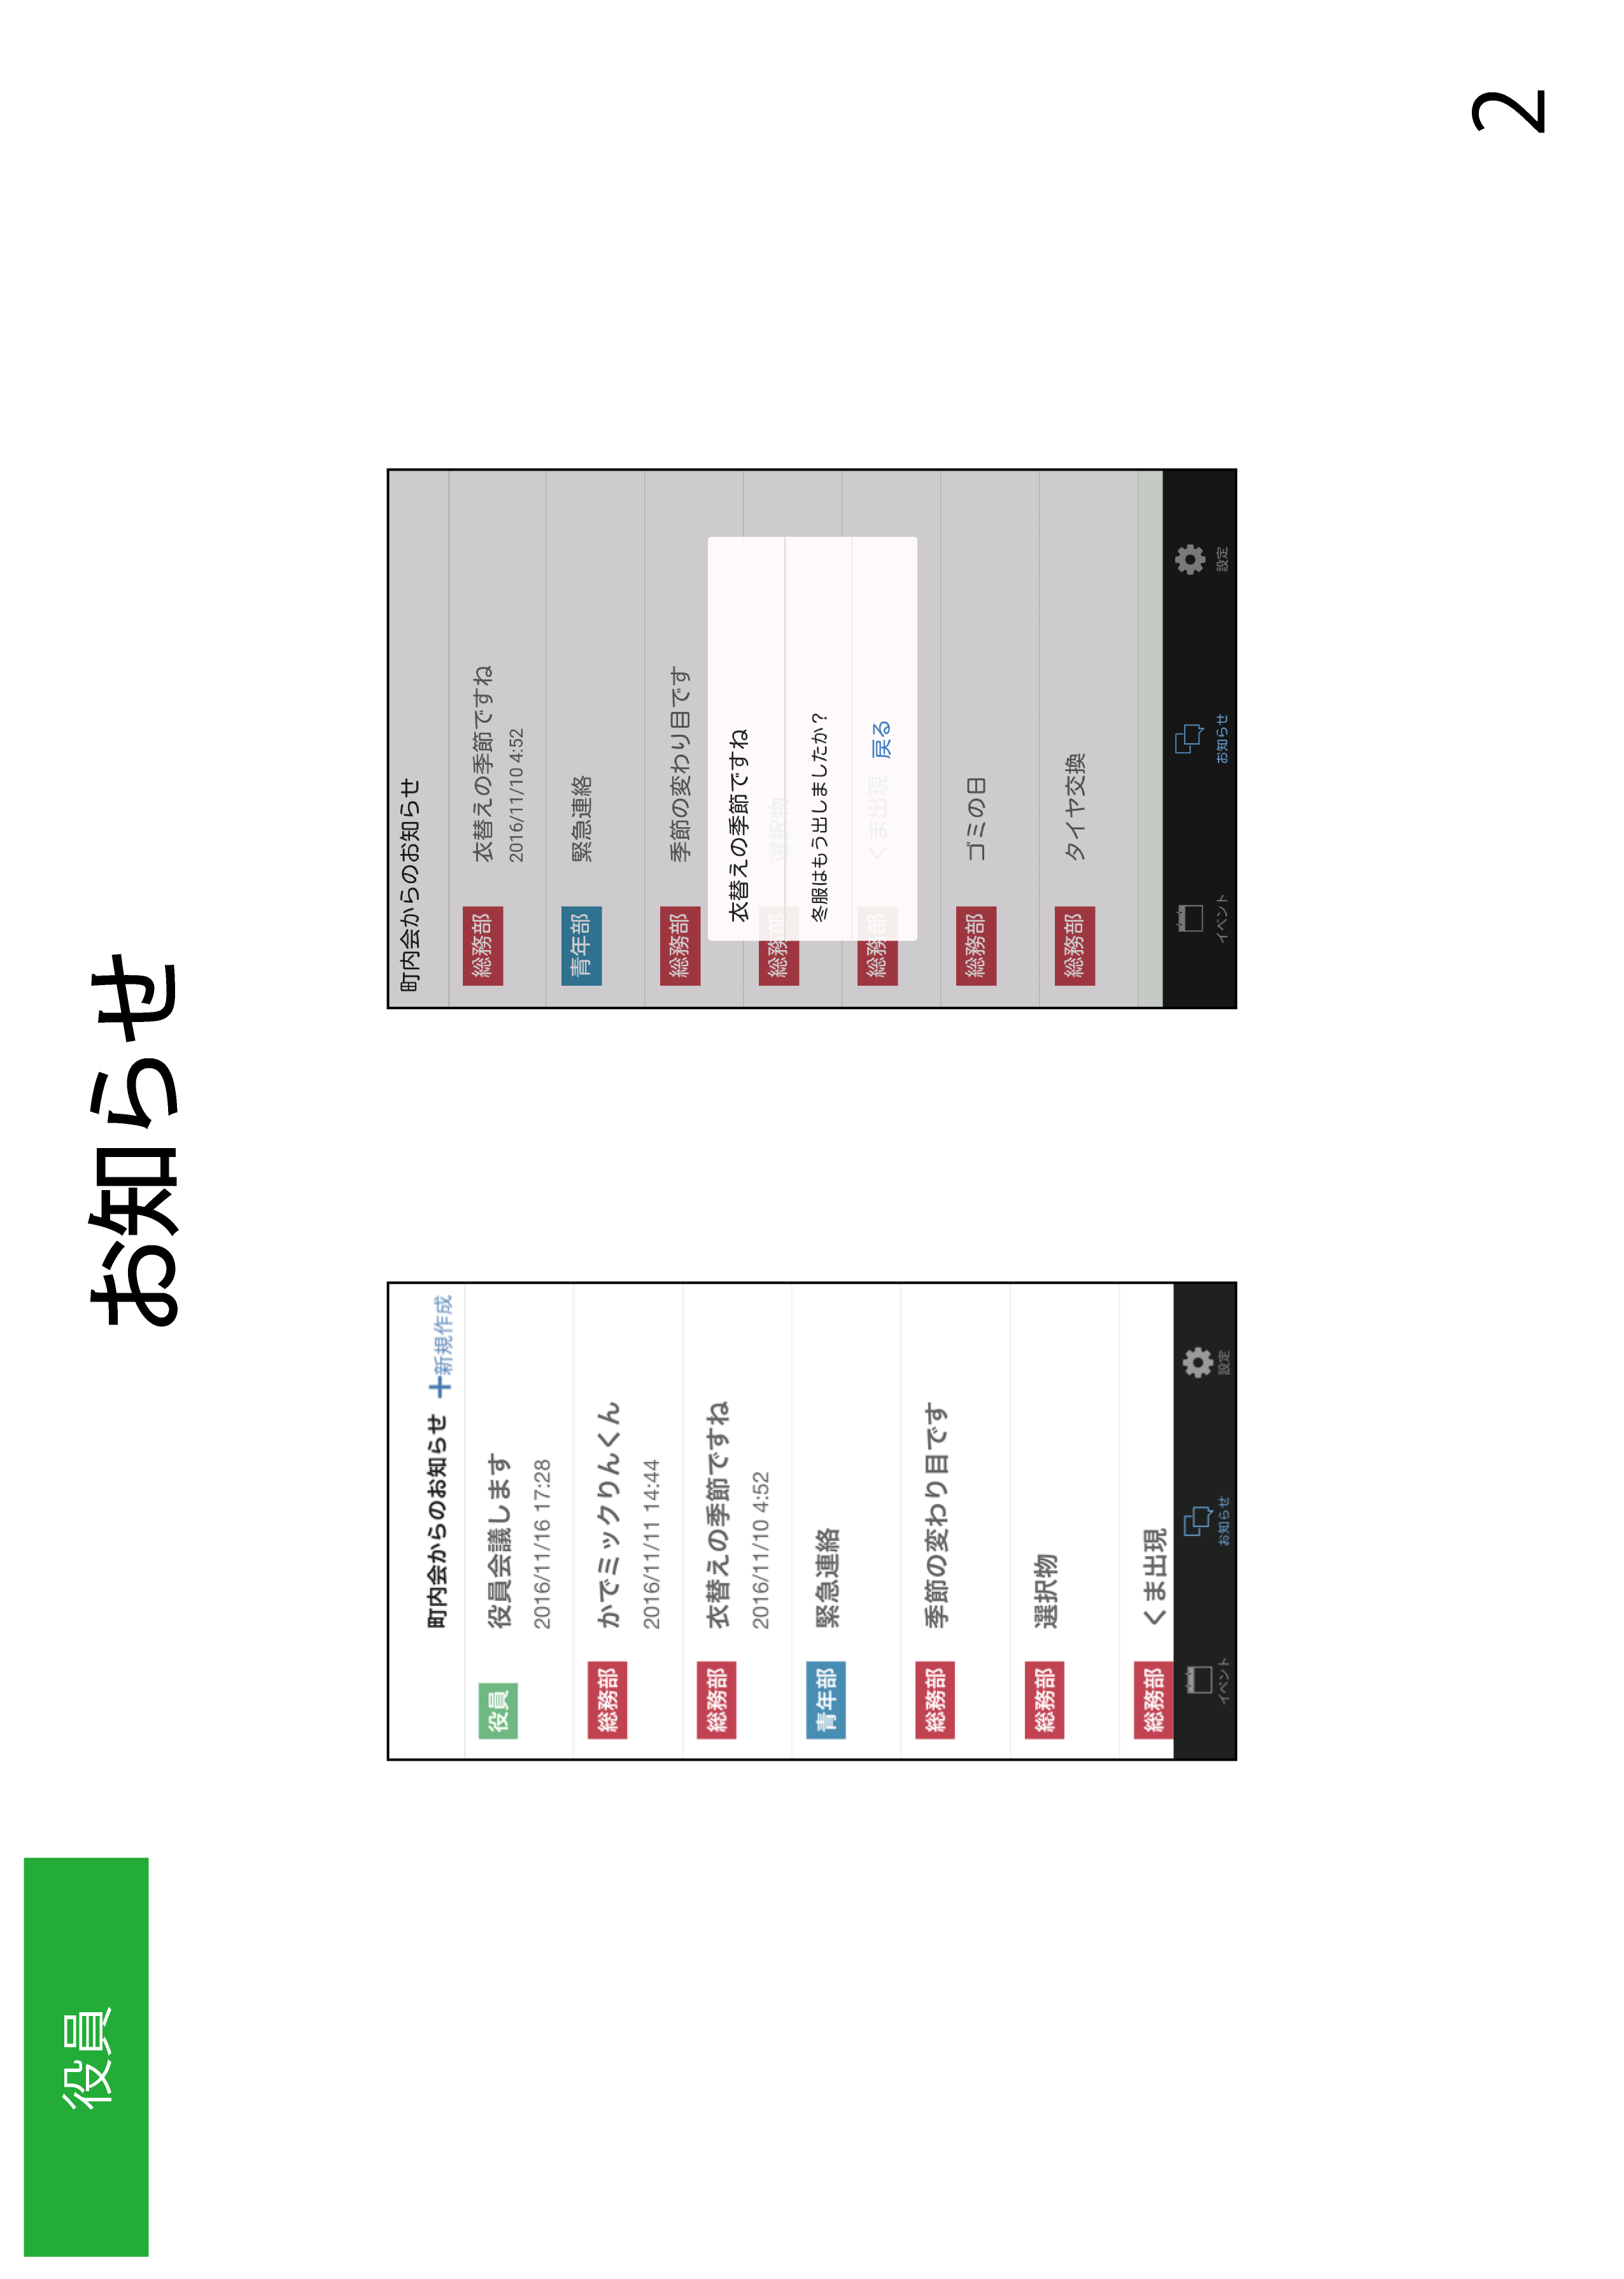 役員
お知らせ
町内会からのお知らせ
新規作成
役員
役員会議します
2016/11/16 17:28
総務部
かでミックりんくん
2016/11/11 14:44
総務部
衣替えの季節ですね
2016/11/10 4:52
青年部
緊急連絡
総務部
季節の変わり目です
総務部
選択物
総務部
くま出現
イベント
お知らせ
設定
町内会からのお知らせ
総務部
衣替えの季節ですね
2016/11/10 4:52
青年部
緊急連絡
総務部
季節の変わり目です
衣替えの季節ですね
総務部
選択物
冬服はもう出しましたか？
総務部
くま出現
戻る
総務部
ゴミの日
総務部
タイヤ交換
イベント
お知らせ
設定
2